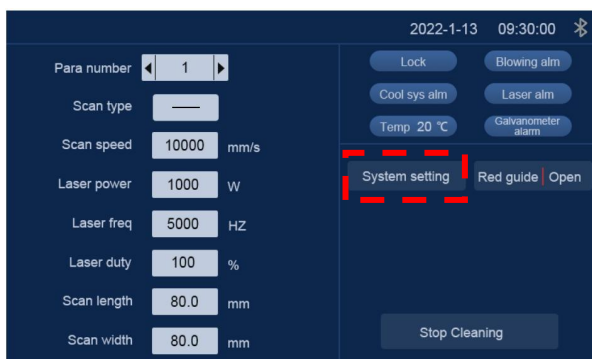 2022-1-13 09:30:00
Para number 1
Scan type
Scan speed 10000 mm/s
Laser power 1000 W
Laser freq 5000 HZ
Laser duty 100 %
Scan length 80.0 mm
Scan width 80.0 mm
Lock Blowing alm
Cool sys alm Laser alm
Temp 20 ℃ Galvanometer
alarm
System setting Red guide Open
Stop Cleaning